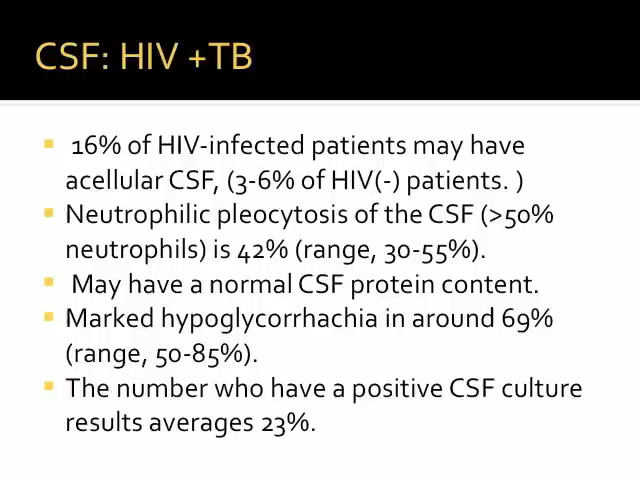 CSF: HIV +TB
16% of HIV-infected patients may have
acellular CSF, (3-6% of HIV(-) patients. )
Neutrophilic pleocytosis of the CSF (>50%
neutrophils) is 42% (range, 30-55%).
May have a normal CSF protein content.
Marked hypoglycorrhachia in around 69%
(range, 50-85%).
The number who have a positive CSF culture
results averages 23%.